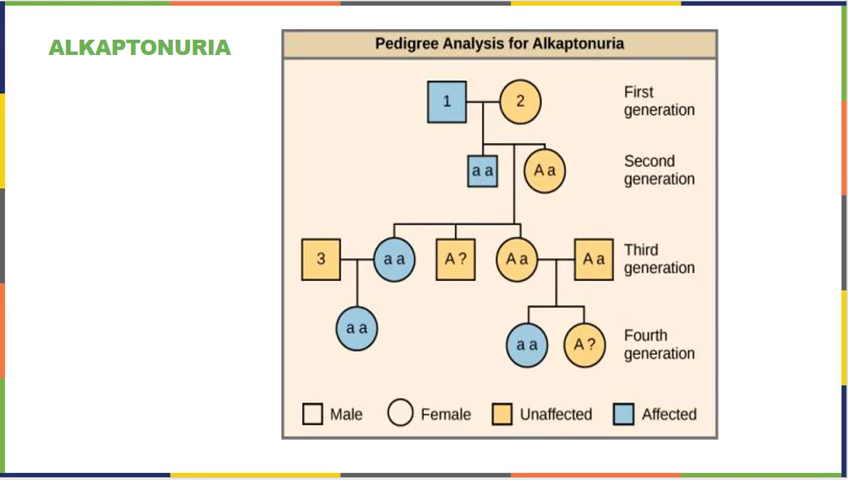 ALKAPTONURIA
Pedigree Analysis for Alkaptonuria
1
2
First
generation
a a
A a
Second
generation
3
a a
A ?
A a
A a
Third
generation
a a
a a
A ?
Fourth
generation
Male
Female
Unaffected
Affected